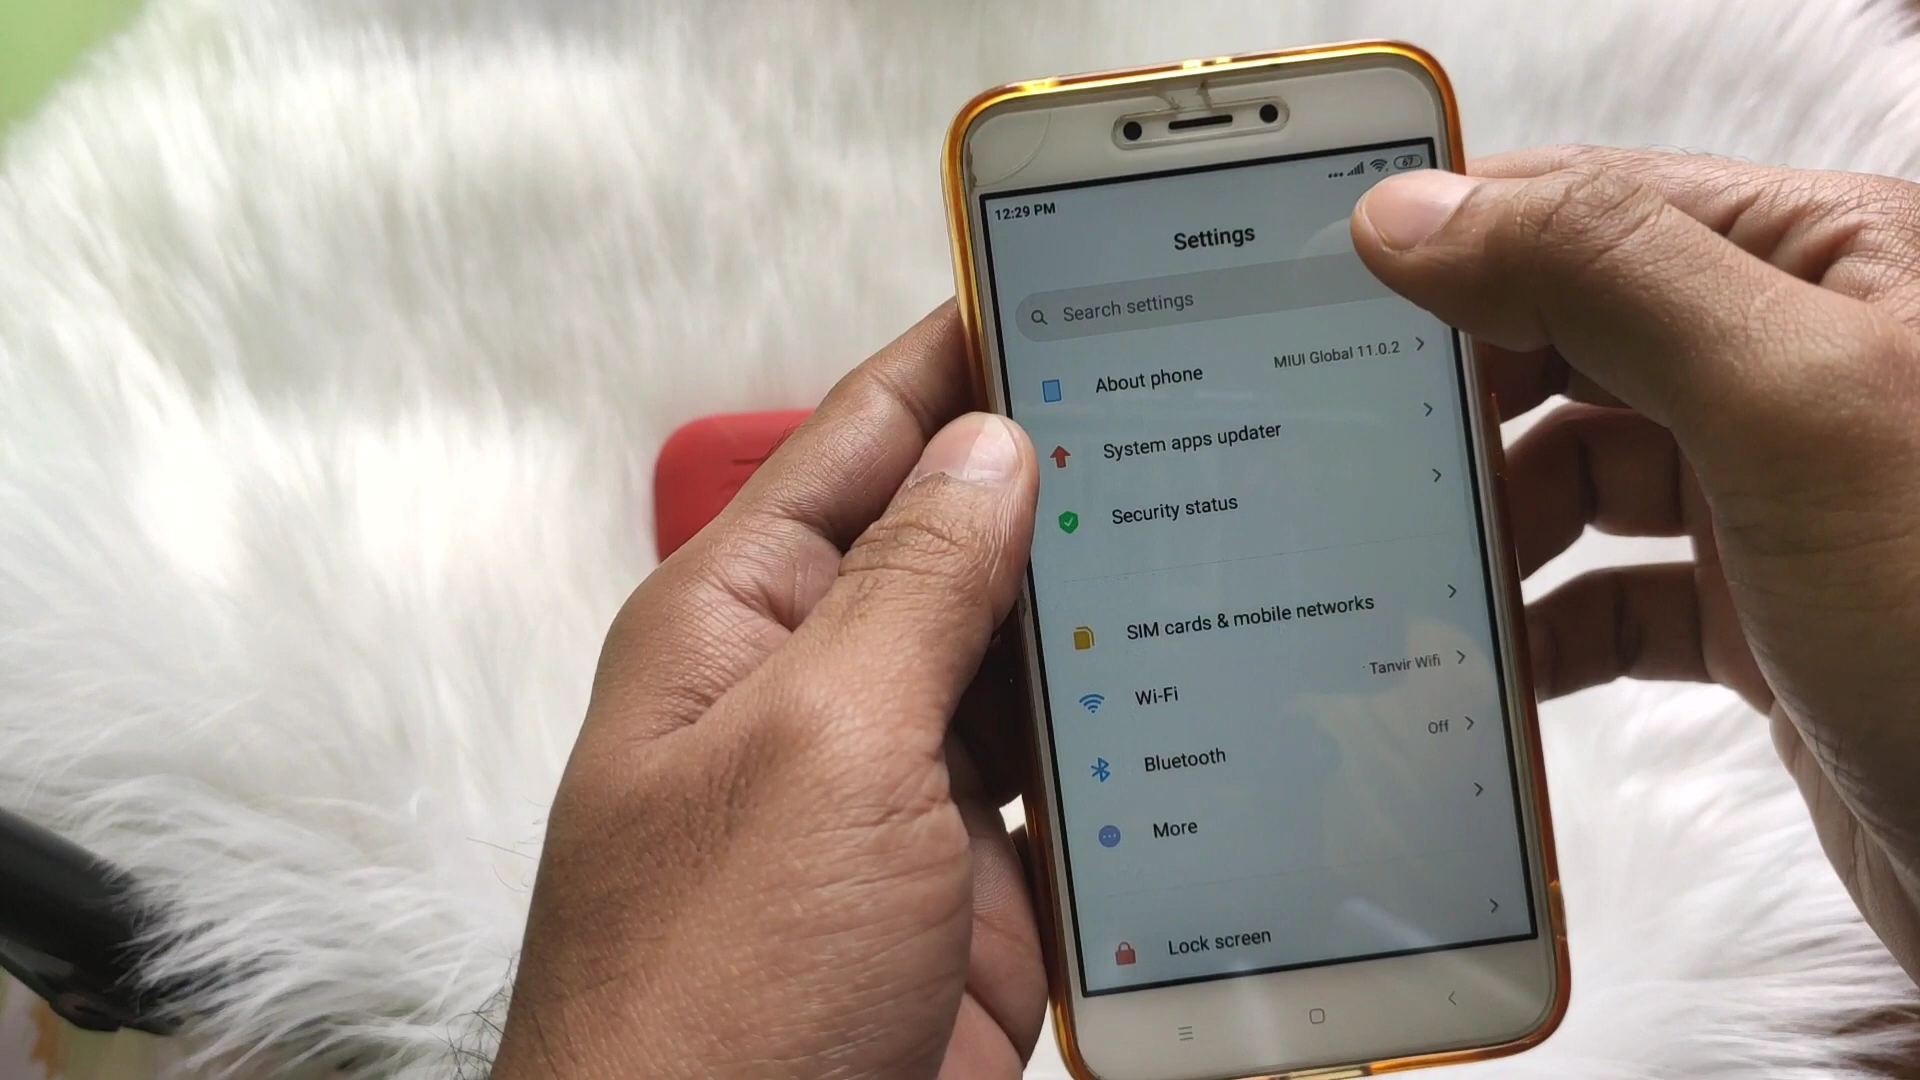 67
12:29 PM
Settings
Search settings
About phone MIUI Global 11.0.2
System apps updater
Security status
SIM cards & mobile networks
Wi-Fi Tanvir Wifi
Bluetooth Off
More
Lock screen